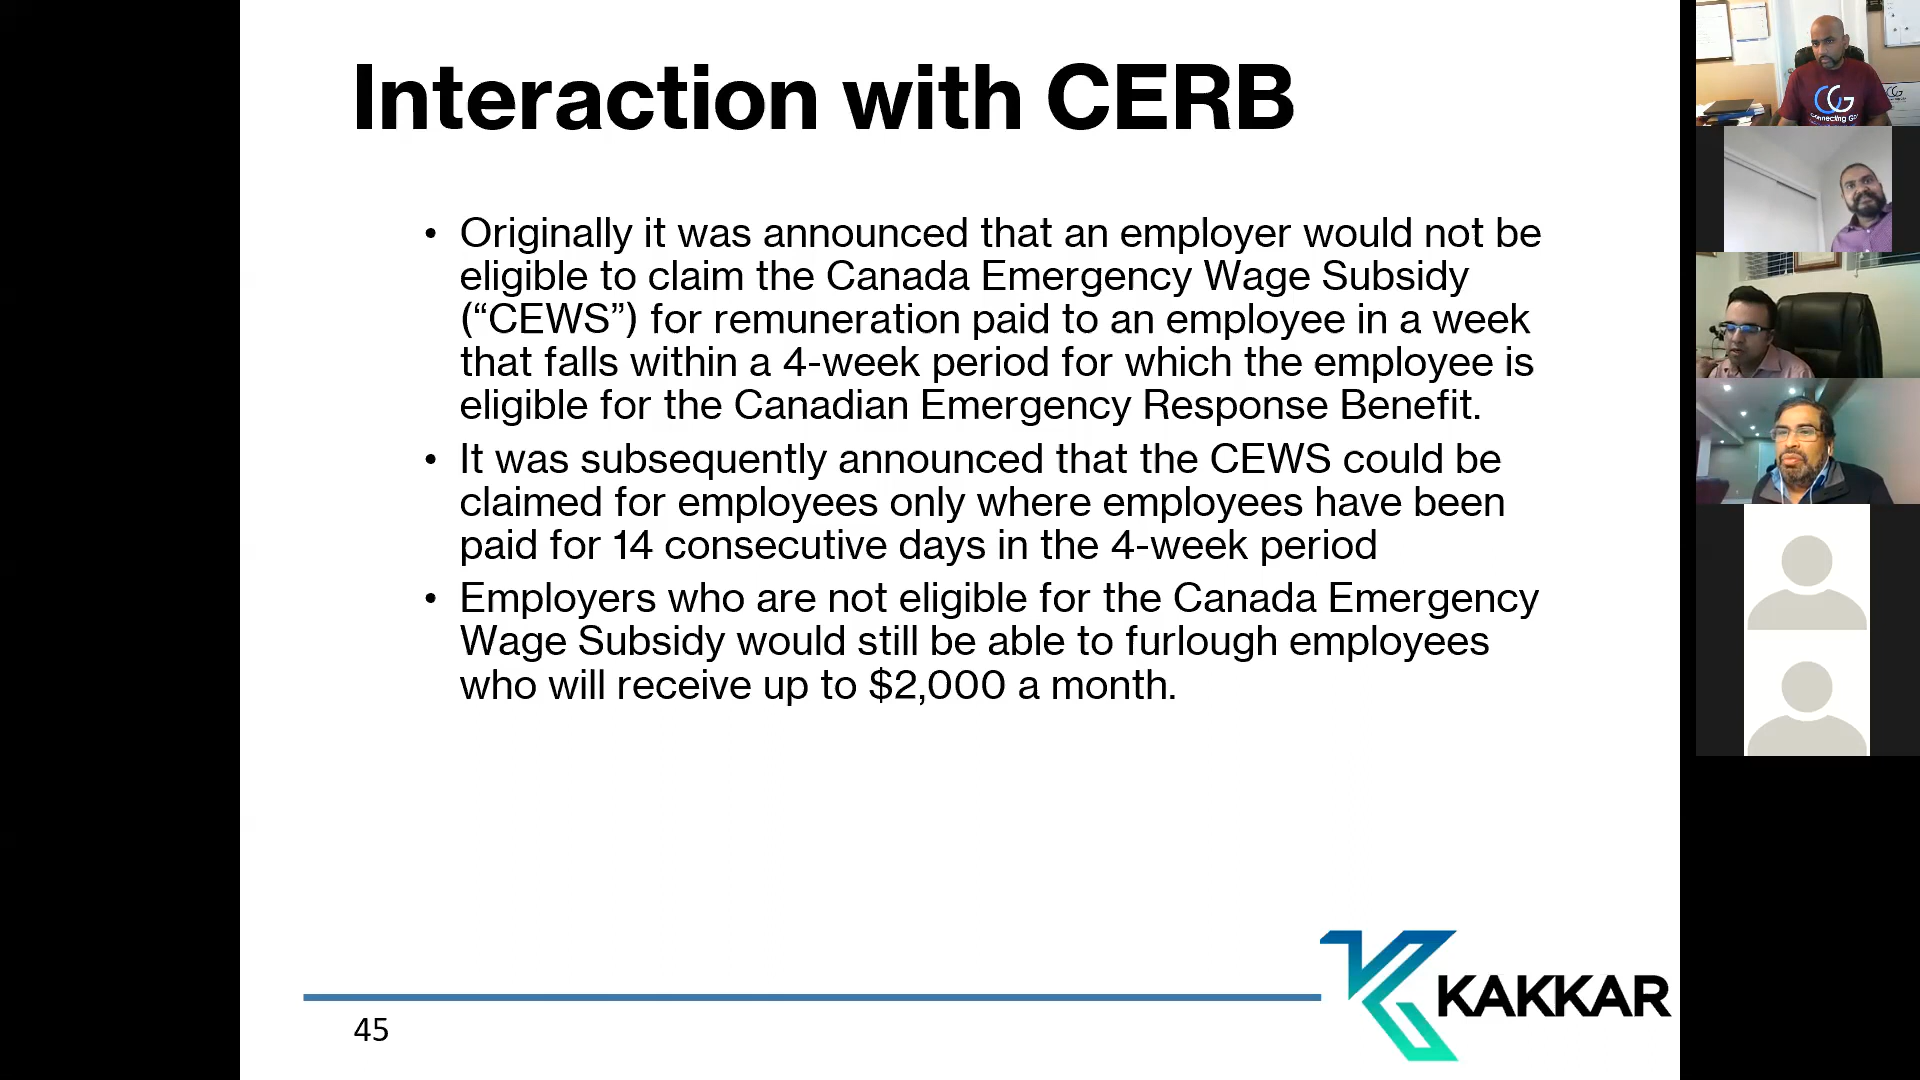 Interaction with CERB
• Originally it was announced that an employer would not be
eligible to claim the Canada Emergency Wage Subsidy
(“CEWS”) for remuneration paid to an employee in a week
that falls within a 4-week period for which the employee is
eligible for the Canadian Emergency Response Benefit.
• It was subsequently announced that the CEWS could be
claimed for employees only where employees have been
paid for 14 consecutive days in the 4-week period
• Employers who are not eligible for the Canada Emergency
Wage Subsidy would still be able to furlough employees
who will receive up to $2,000 a month.
KAKKAR
45